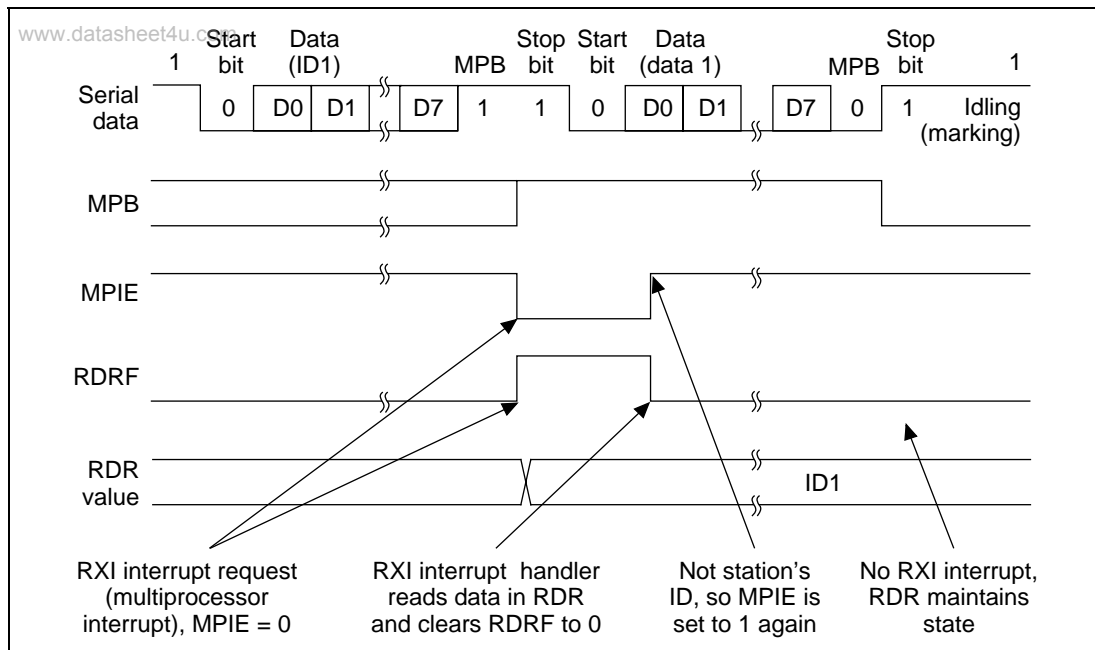 www.datasheet4u.com
Start Data Stop Start Data Stop
1 bit (ID1) MPB bit bit (data 1) MPB bit 1
Serial data
0 D0 D1 D7 1 1 0 D0 D1 D7 0 1 Idling (marking)
MPB
MPIE
RDRF
RDR value
ID1
RXI interrupt request
(multiprocessor
interrupt), MPIE = 0
RXI interrupt handler
reads data in RDR
and clears RDRF to 0
Not station's
ID, so MPIE is
set to 1 again
No RXI interrupt,
RDR maintains
state